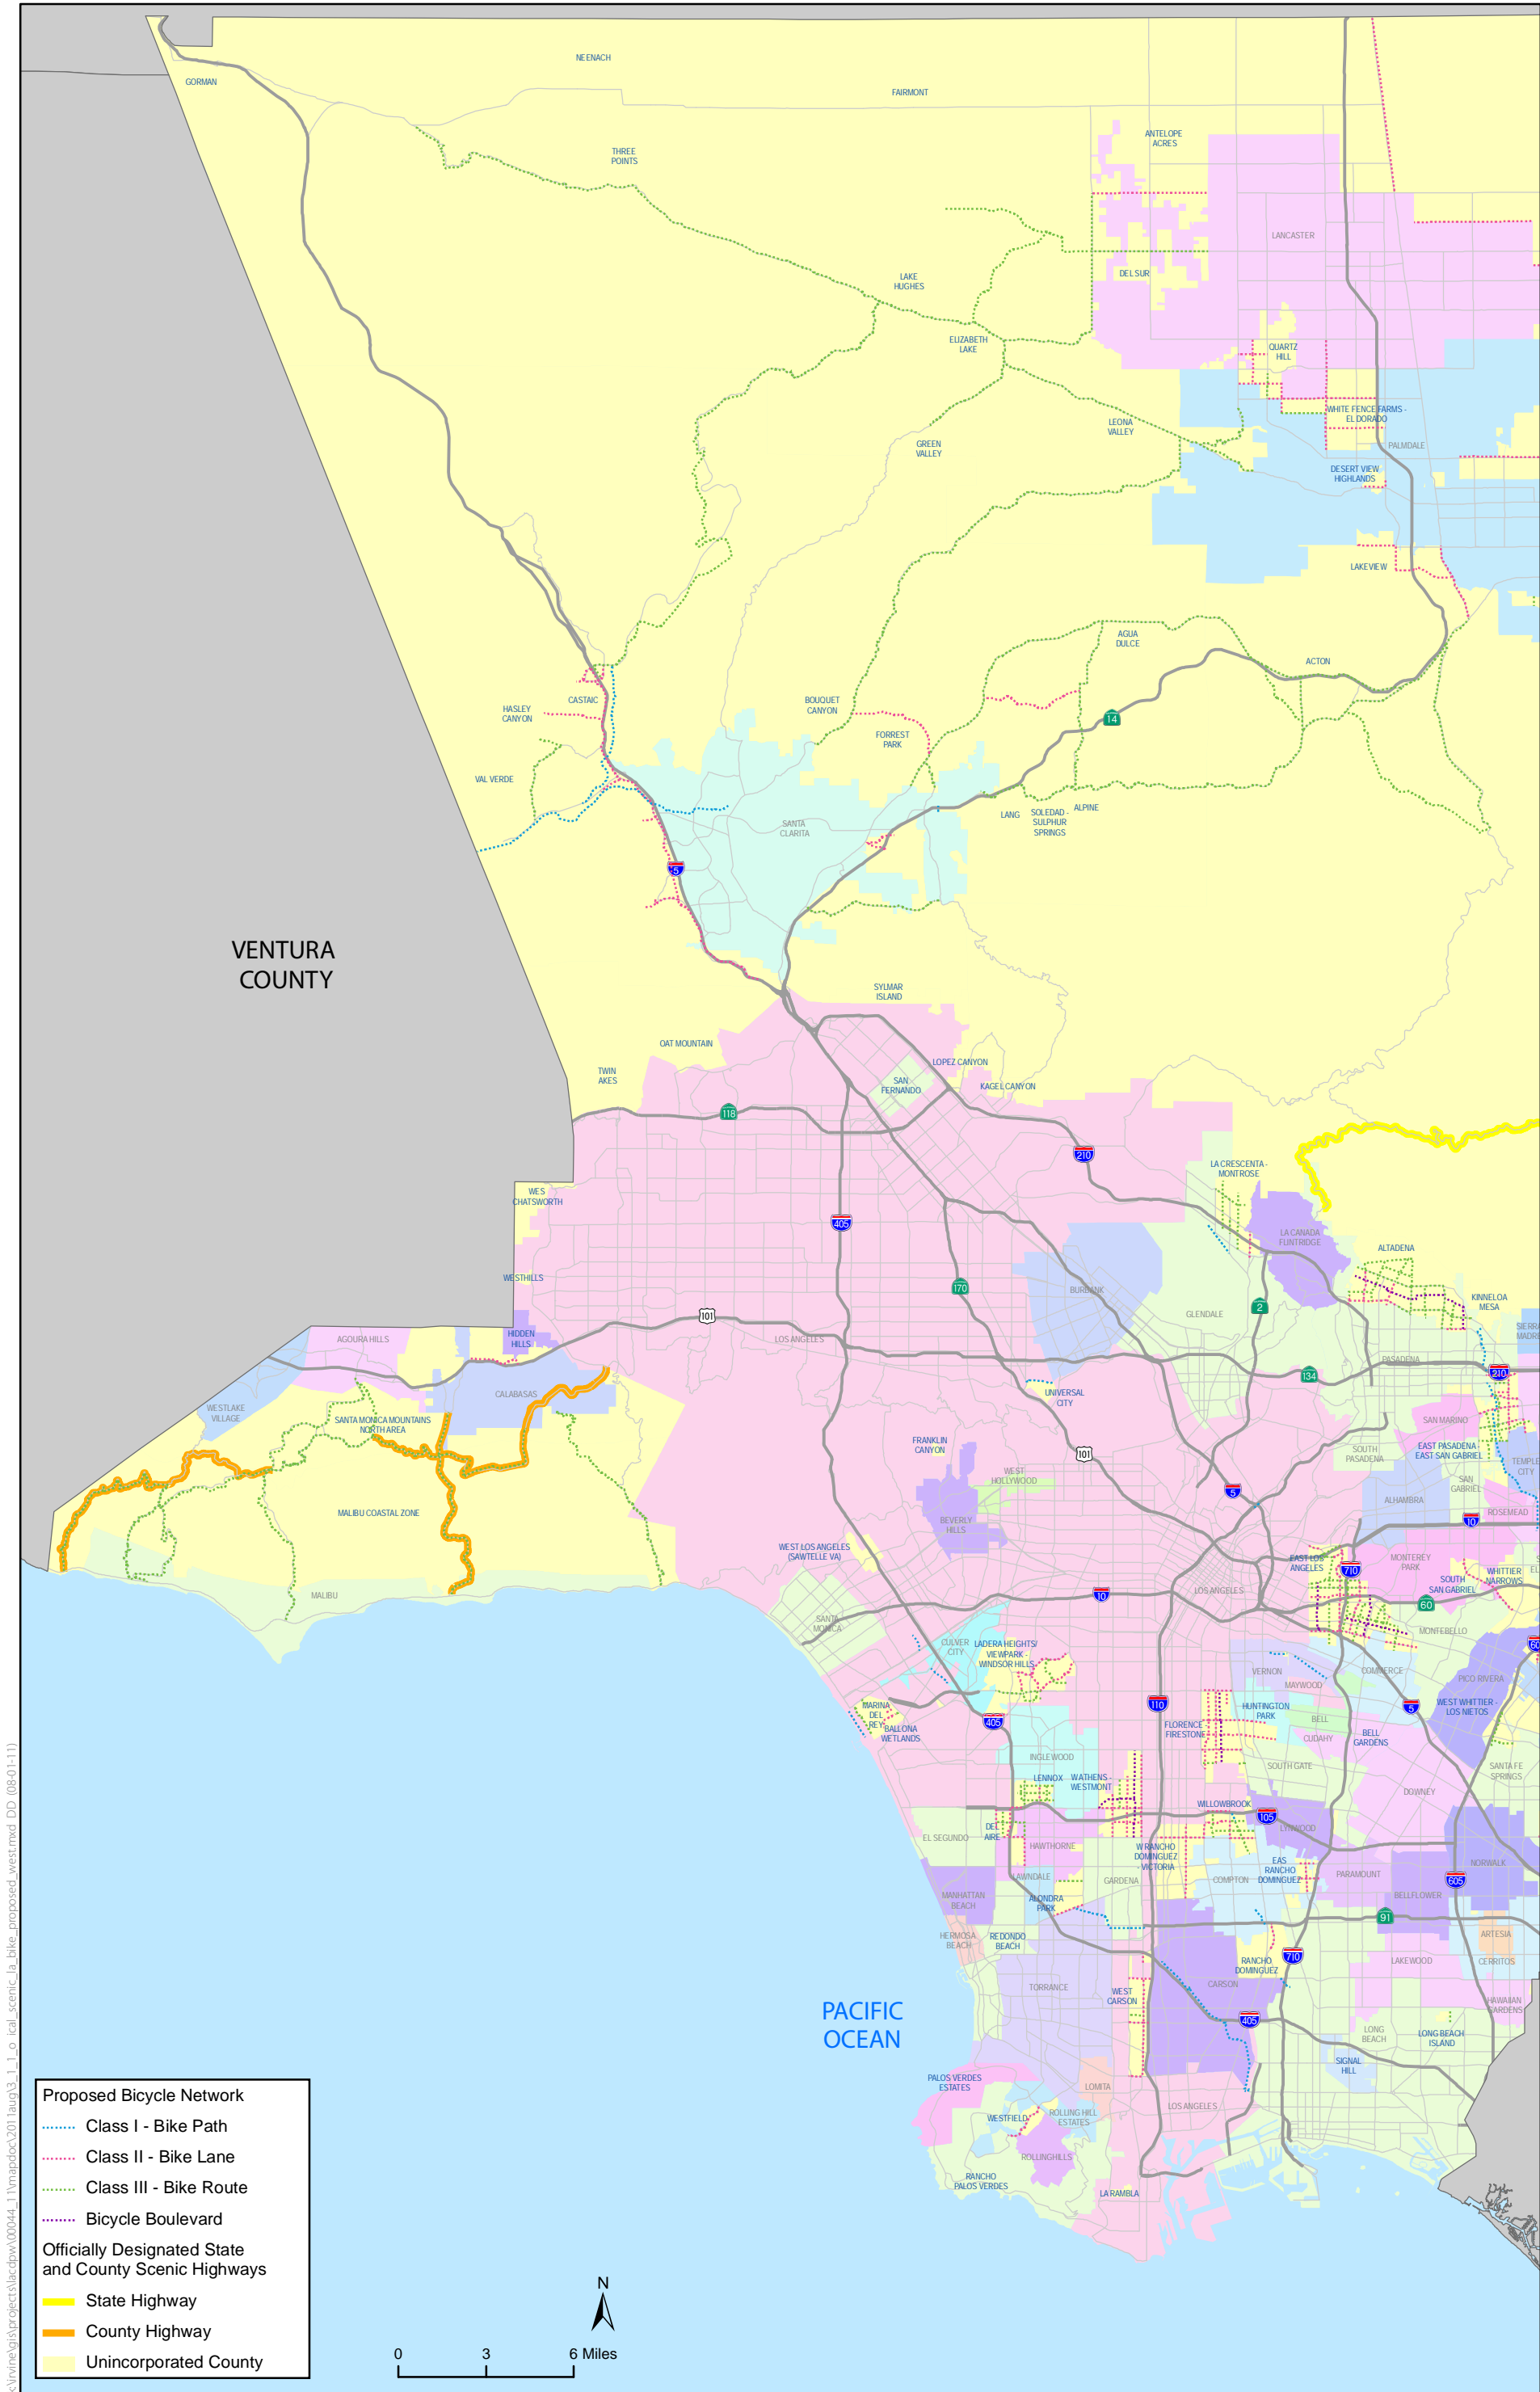 NEENACH
GORMAN
FAIRMONT
ANTELOPE
ACRES
THREE
POINTS
LANCASTER
DEL SUR
LAKE
HUGHES
ELIZABETH
LAKE
QUARTZ
HILL
WHITE FENCE FARMS -
EL DORADO
LEONA
VALLEY
GREEN
VALLEY
PALMDALE
DESERT VIEW
HIGHLANDS
LAKEVIEW
AGUA
DULCE
ACTON
CASTAIC
HASLEY
CANYON
BOUQUET
CANYON
14
FORREST
PARK
VAL VERDE
LANG
SOLEDAD -
SULPHUR
SPRINGS
ALPINE
SANTA
CLARITA
5
VENTURA
COUNTY
SYLMAR
ISLAND
OAT MOUNTAIN
LOPEZ CANYON
TWIN
AKES
SAN
FERNANDO
KAGEL CANYON
118
210
LA CRESCENTA -
MONTROSE
WES
CHATSWORTH
405
LA CANADA
FLINTRIDGE
ALTADENA
WESTHILLS
170
BURBANK
KINNELOA
MESA
2
GLENDALE
101
SIERRA
MADRE
AGOURA HILLS
HIDDEN
HILLS
LOS ANGELES
PASADENA
134
210
CALABASAS
UNIVERSAL
CITY
WESTLAKE
VILLAGE
SANTA MONICA MOUNTAINS
NORTH AREA
SAN MARINO
FRANKLIN
CANYON
101
SOUTH
PASADENA
EAST PASADENA -
EAST SAN GABRIEL
TEMPLE
CITY
WEST
HOLLYWOOD
SAN
GABRIEL
5
ALHAMBRA
MALIBU COASTAL ZONE
BEVERLY
HILLS
ROSEMEAD
10
WEST LOS ANGELES
(SAWTELLE VA)
EAST LOS
ANGELES
710
MONTEREY
PARK
WHITTIER
NARROWS
SOUTH
SAN GABRIEL
MALIBU
10
LOS ANGELES
60
SANTA
MONICA
MONTEBELLO
CULVER
CITY
LADERA HEIGHTS/
VIEWPARK -
WINDSOR HILLS
60
VERNON
COMMERCE
PICO RIVERA
MAYWOOD
MARINA
DEL
REY
BALLONA
WETLANDS
110
HUNTINGTON
PARK
WEST WHITTIER -
LOS NIETOS
5
405
FLORENCE
FIRESTONE
BELL
BELL
GARDENS
CUDAHY
INGLEWOOD
SOUTH GATE
SANTA FE
SPRINGS
LENNOX
W ATHENS -
WESTMONT
DOWNEY
WILLOWBROOK
105
LYNWOOD
DEL
AIRE
EL SEGUNDO
HAWTHORNE
W RANCHO
DOMINGUEZ
- VICTORIA
EAS
RANCHO
DOMINGUEZ
NORWALK
LAWNDALE
GARDENA
COMPTON
PARAMOUNT
605
MANHATTAN
BEACH
ALONDRA
PARK
BELLFLOWER
91
HERMOSA
BEACH
REDONDO
BEACH
ARTESIA
710
RANCHO
DOMINGUEZ
LAKEWOOD
CERRITOS
TORRANCE
WEST
CARSON
CARSON
HAWAIIAN
GARDENS
PACIFIC
OCEAN
405
LONG
BEACH
LONG BEACH
ISLAND
SIGNAL
HILL
PALOS VERDES
ESTATES
LOMITA
LOS ANGELES
WESTFIELD
ROLLING HILL
ESTATES
ROLLINGHILLS
RANCHO
PALOS VERDES
LA RAMBLA
Proposed Bicycle Network
Class I - Bike Path
Class II - Bike Lane
Class III - Bike Route
Bicycle Boulevard
Officially Designated State
and County Scenic Highways
State Highway
County Highway
Unincorporated County
N
0 3 6 Miles